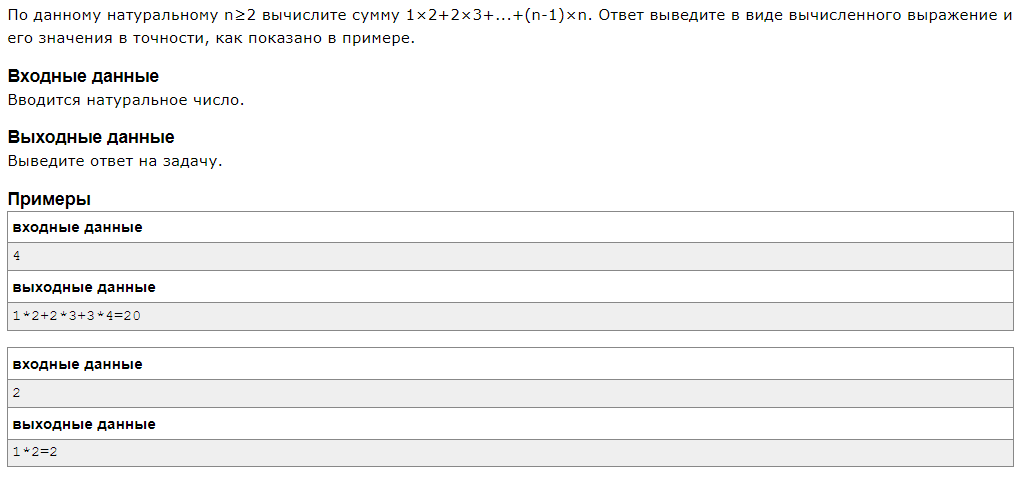 По данному натуральному n≥2 вычислите сумму 1×2+2×3+...+(n-1)×n. Ответ выведите в виде вычисленного выражение и
его значения в точности, как показано в примере.
Входные данные
Вводится натуральное число.
Выходные данные
Выведите ответ на задачу.
Примеры
входные данные
4
выходные данные
1*2+2*3+3*4=20
входные данные
2
выходные данные
1*2=2